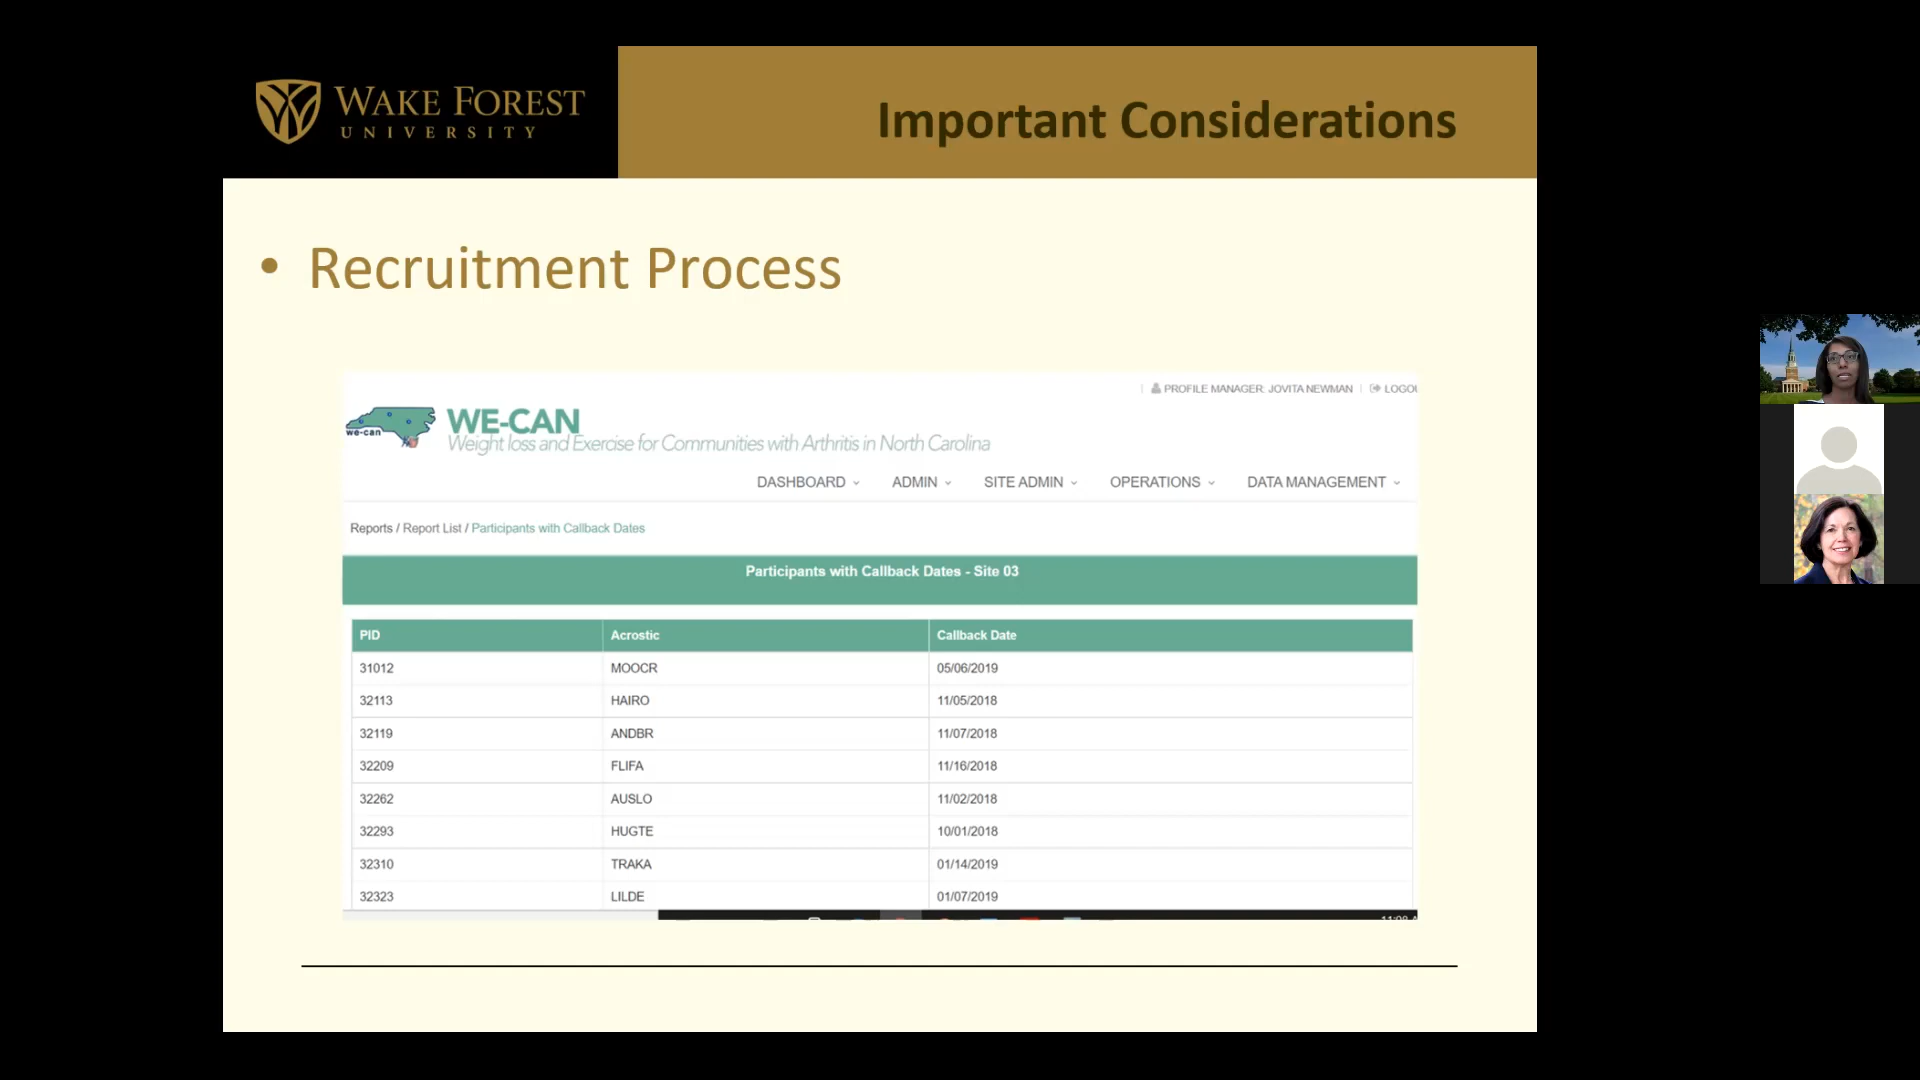 WAKE FOREST
UNIVERSITY
Important Considerations
• Recruitment Process
PROFILE MANAGER: JOVITA NEWMAN
we-can
WE-CAN
Weight loss and Exercise for Communities with Arthritis in North Carolina
DASHBOARD ADMIN SITE ADMIN OPERATIONS DATA MANAGEMENT
Reports / Report List / Participants with Callback Dates
Participants with Callback Dates - Site 03
PID Acrostic Callback Date
31012 MOOCR 05/06/2019
32113 HAIRO 11/05/2018
32119 ANDBR 11/07/2018
32209 FLIFA 11/16/2018
32262 AUSLO 11/02/2018
32293 HUGTE 10/01/2018
32310 TRAKA 01/14/2019
32323 LILDE 01/07/2019